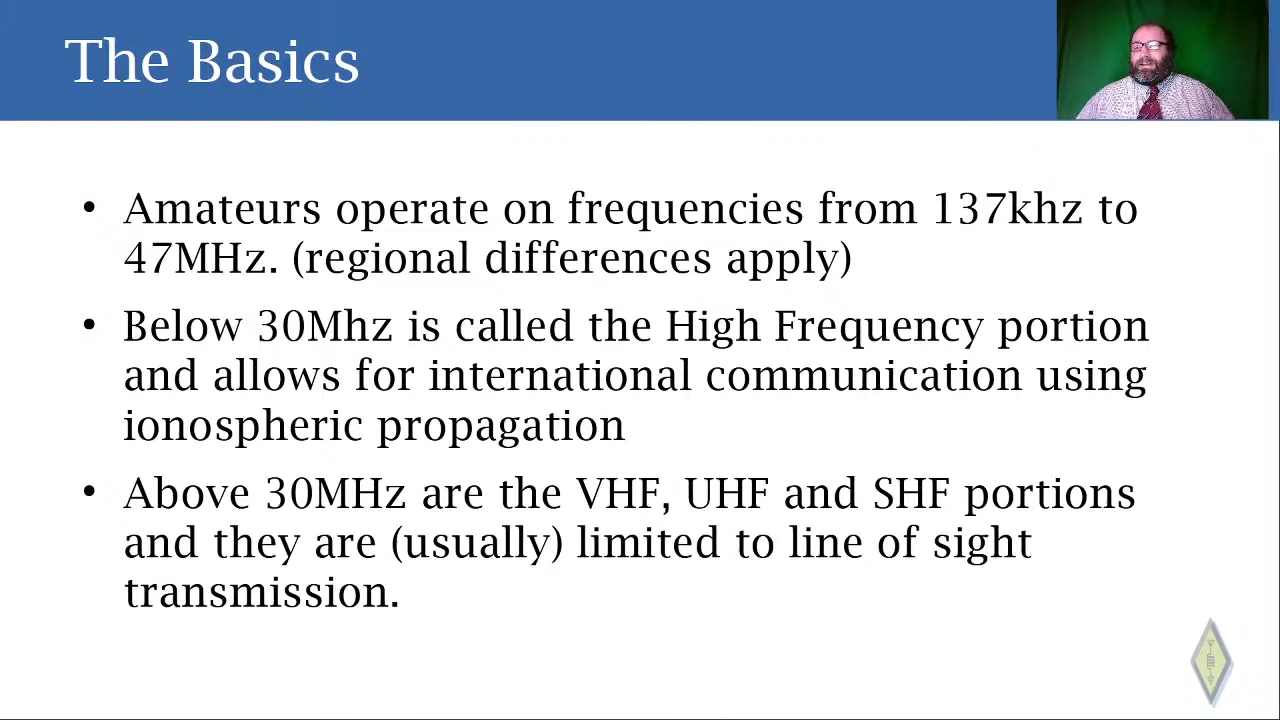 The Basics
• Amateurs operate on frequencies from 137khz to
47MHz. (regional differences apply)
• Below 30Mhz is called the High Frequency portion
and allows for international communication using
ionospheric propagation
• Above 30MHz are the VHF, UHF and SHF portions
and they are (usually) limited to line of sight
transmission.